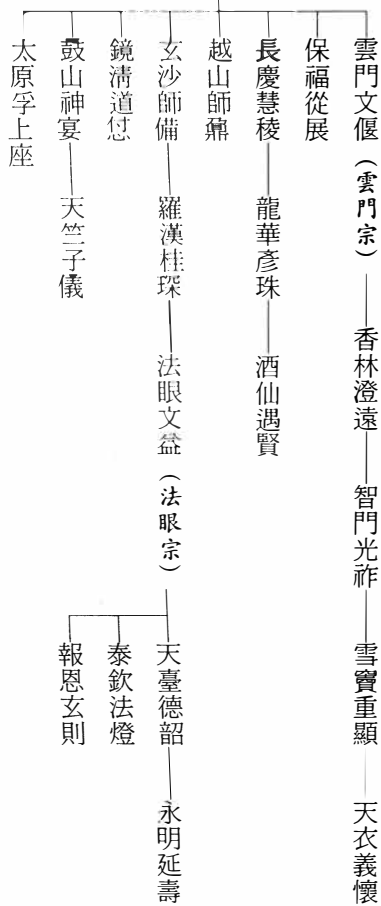 雲門文偃（雲門宗）——香林澄遠——智門光祚——雪竇重顯——天衣義懷
保福從展
長慶慧稜——龍華彥珠——酒仙遇賢
越山師鼐
玄沙師備——羅漢桂琛——法眼文益（法眼宗）——天臺德韶——永明延壽
泰欽法燈
報恩玄則
鏡清道怤
鼓山神宴——天竺子儀
太原孚上座